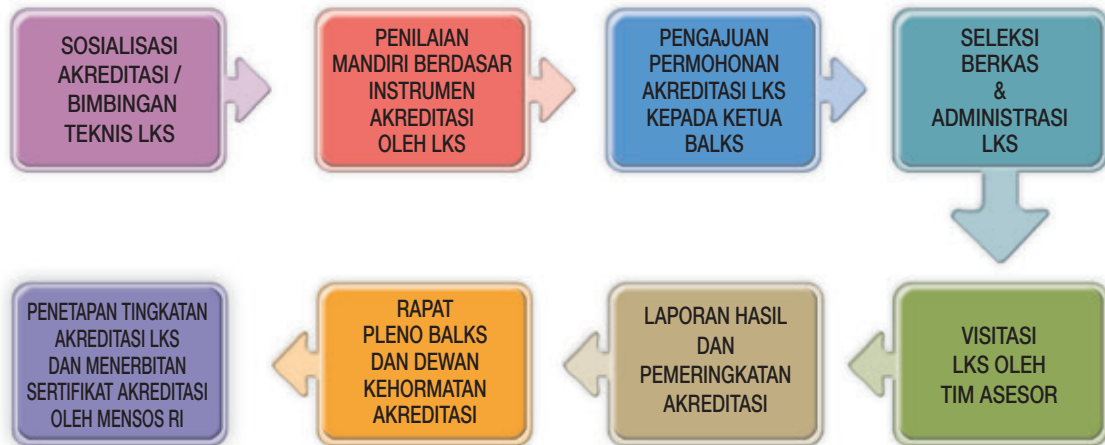 SOSIALISASI
AKREDITASI /
BIMBINGAN
TEKNIS LKS
PENILAIAN
MANDIRI BERDASAR
INSTRUMEN
AKREDITASI
OLEH LKS
PENGAJUAN
PERMOHONAN
AKREDITASI LKS
KEPADA KETUA
BALKS
SELEKSI
BERKAS
&
ADMINISTRASI
LKS
VISITASI
LKS OLEH
TIM ASESOR
LAPORAN HASIL
DAN
PEMERINGKATAN
AKREDITASI
RAPAT
PLENO BALKS
DAN DEWAN
KEHORMATAN
AKREDITASI
PENETAPAN TINGKATAN
AKREDITASI LKS
DAN MENERBITAN
SERTIFIKAT AKREDITASI
OLEH MENSOS RI